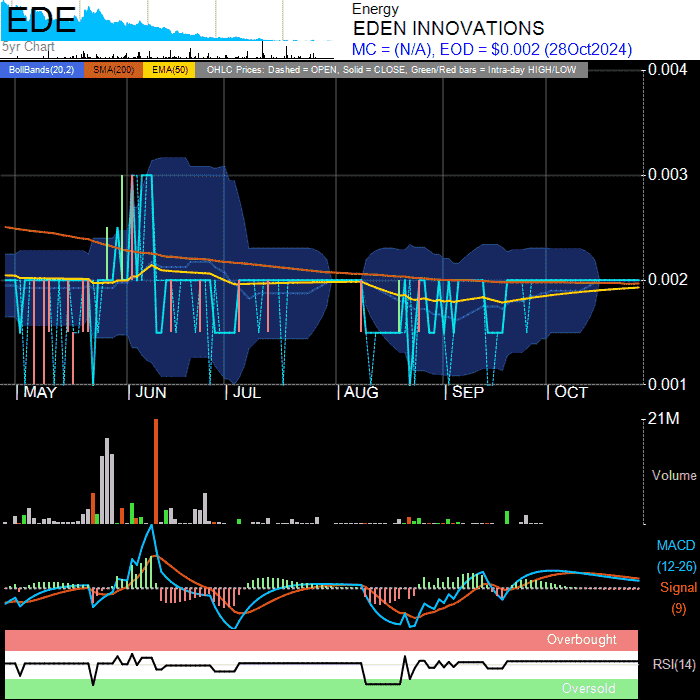 EDE
5yr Chart
Energy
EDEN INNOVATIONS
MC = (N/A), EOD = $0.002 (28Oct2024)
BollBands(20,2) SMA(200) EMA(50) OHLC Prices: Dashed = OPEN, Solid = CLOSE, Green/Red bars = Intra-day HIGH/LOW
0.004
0.003
0.002
0.001
MAY JUN JUL AUG SEP OCT
21M
Volume
MACD
(12-26)
Signal
(9)
Overbought
RSI(14)
Oversold